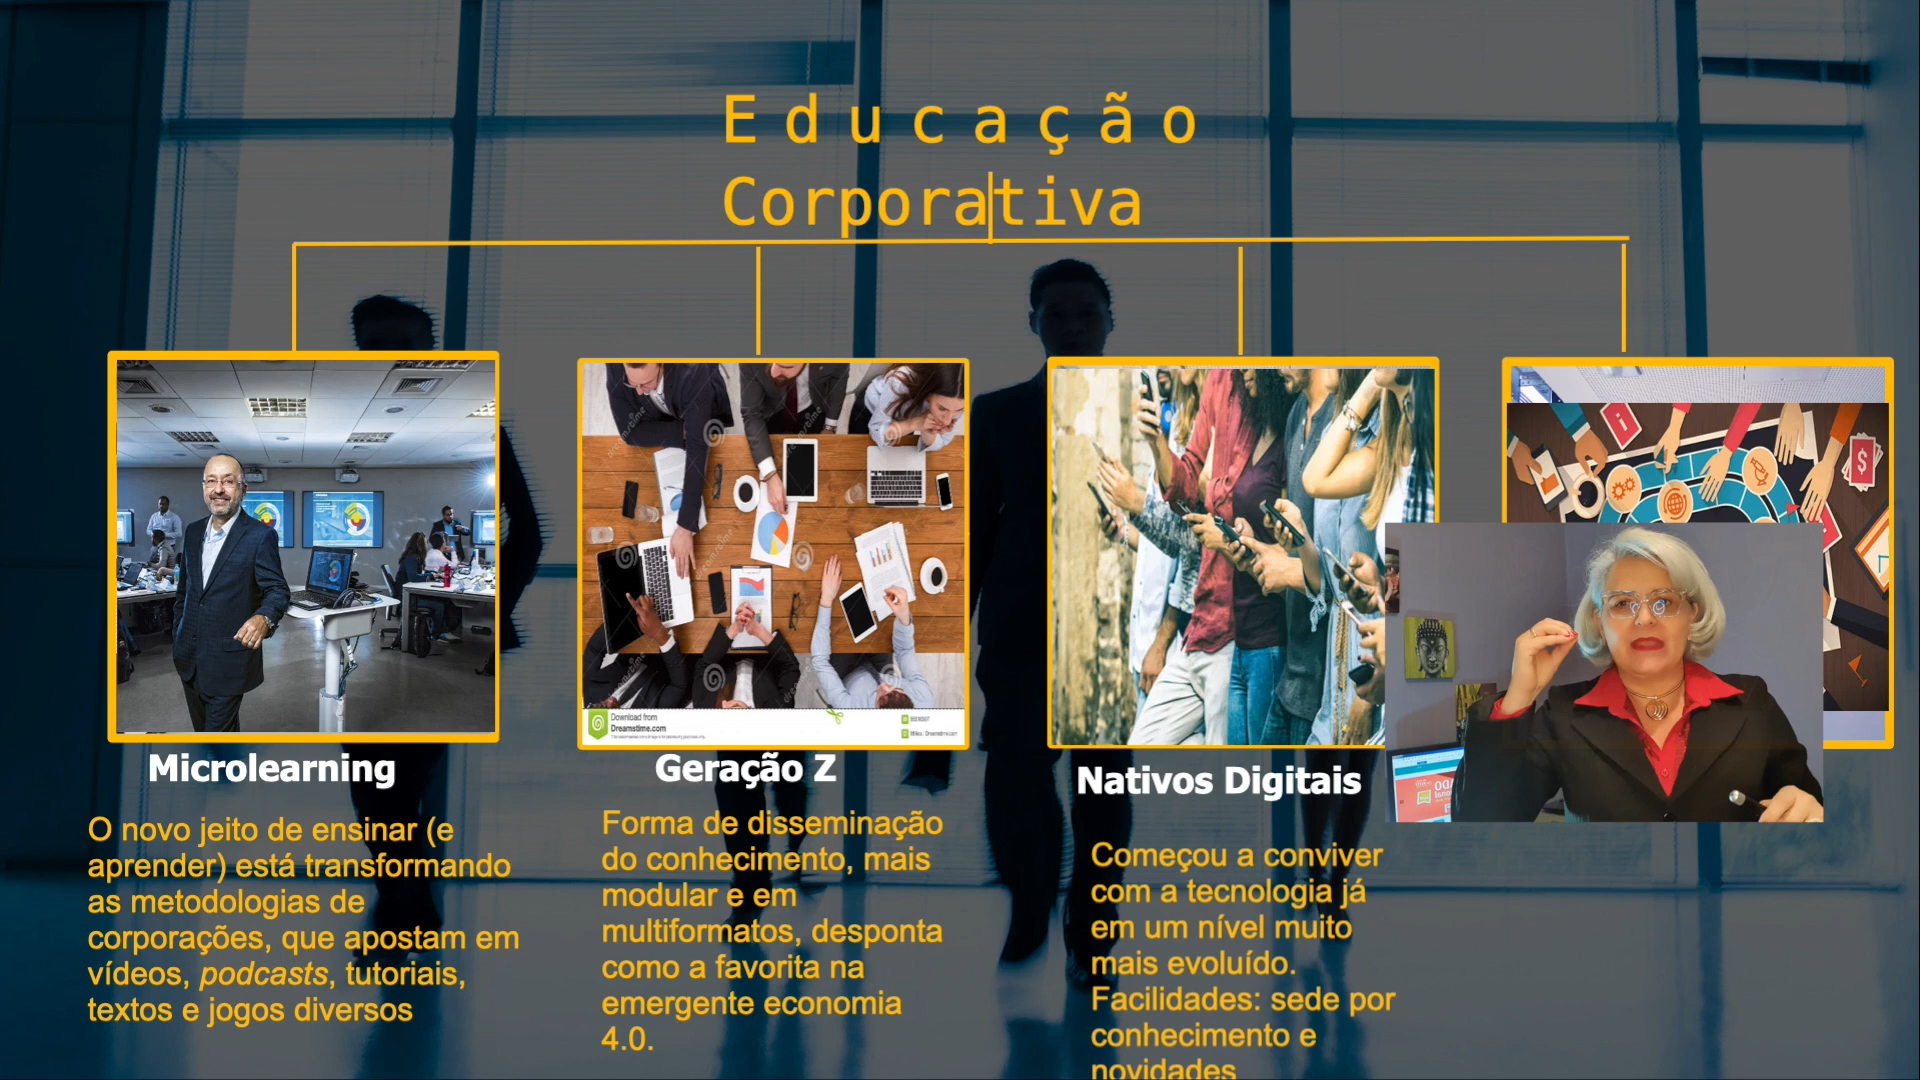 Educação
Corporativa
Microlearning
O novo jeito de ensinar (e
aprender) está transformando
as metodologias de
corporações, que apostam em
vídeos, podcasts, tutoriais,
textos e jogos diversos
Download from
Dreamstime.com
Geração Z
Forma de disseminação
do conhecimento, mais
modular e em
multiformatos, desponta
como a favorita na
emergente economia
4.0.
Nativos Digitais
Começou a conviver
com a tecnologia já
em um nível muito
mais evoluído.
Facilidades: sede por
conhecimento e
novidades